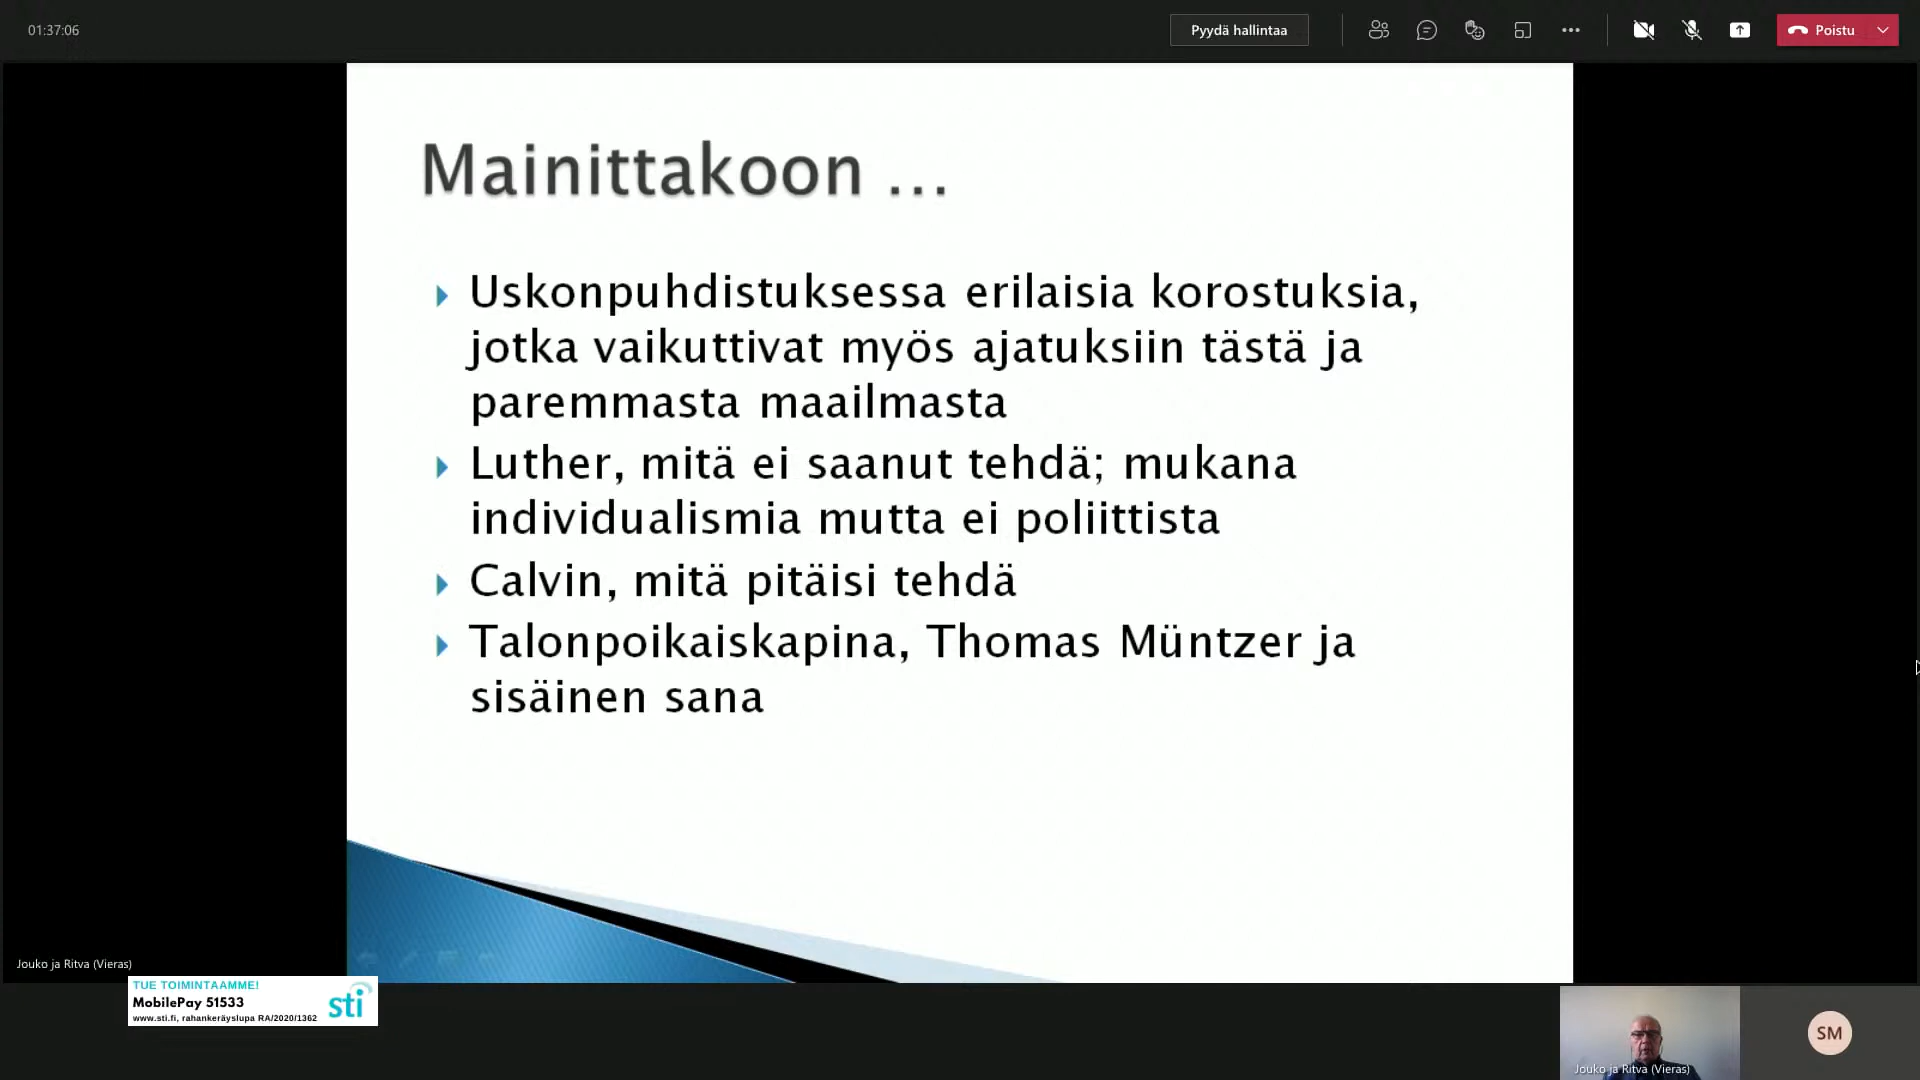 01:37:06
Pyydä hallintaa
Poistu
Mainittakoon ...
Uskonpuhdistuksessa erilaisia korostuksia,
jotka vaikuttivat myös ajatuksiin tästä ja
paremmasta maailmasta
Luther, mitä ei saanut tehdä; mukana
individualismia mutta ei poliittista
Calvin, mitä pitäisi tehdä
Talonpoikaiskapina, Thomas Müntzer ja
sisäinen sana
Jouko ja Ritva (Vieras)
TUE TOIMINTAAMME!
MobilePay 51533
www.sti.fi, rahankeräyslupa RA/2020/1362
sti
Jouko ja Ritva (Vieras)
SM